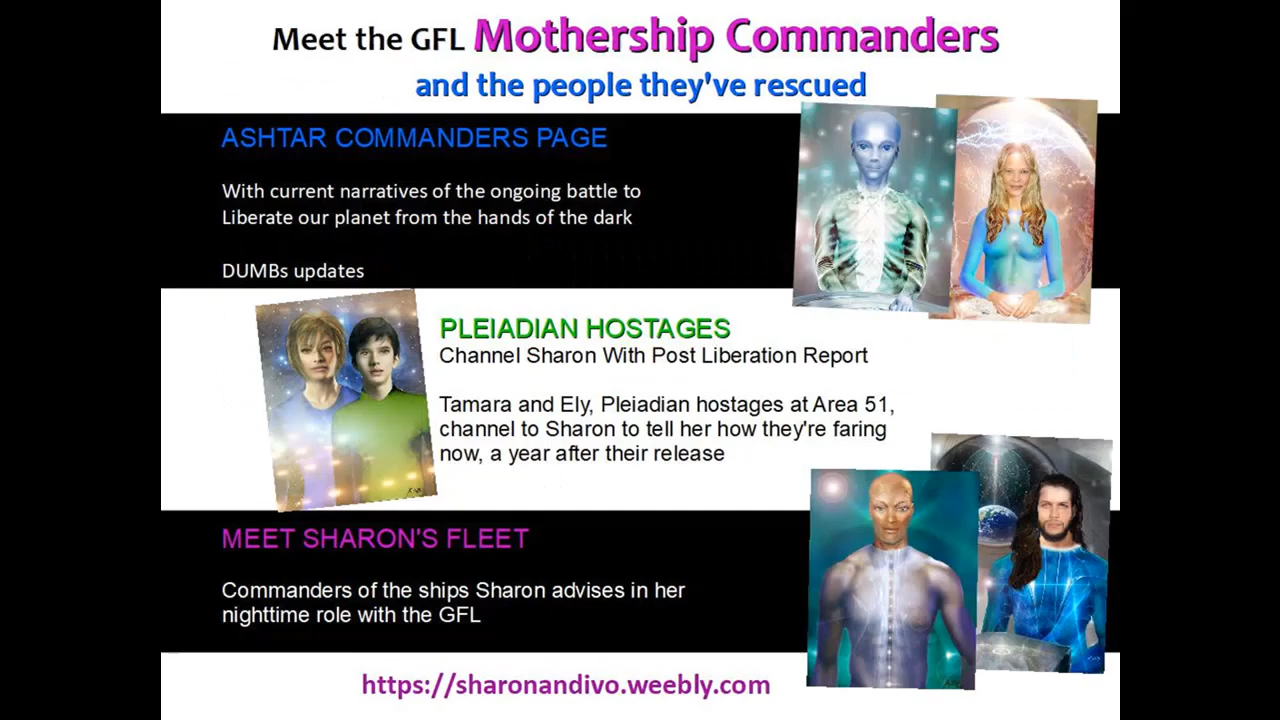 Meet the GFL Mothership Commanders
and the people they've rescued
ASHTAR COMMANDERS PAGE
With current narratives of the ongoing battle to
Liberate our planet from the hands of the dark
DUMBs updates
PLEIADIAN HOSTAGES
Channel Sharon With Post Liberation Report
Tamara and Ely, Pleiadian hostages at Area 51,
channel to Sharon to tell her how they're faring
now, a year after their release
MEET SHARON'S FLEET
Commanders of the ships Sharon advises in her
nighttime role with the GFL
https://sharonandivo.weebly.com